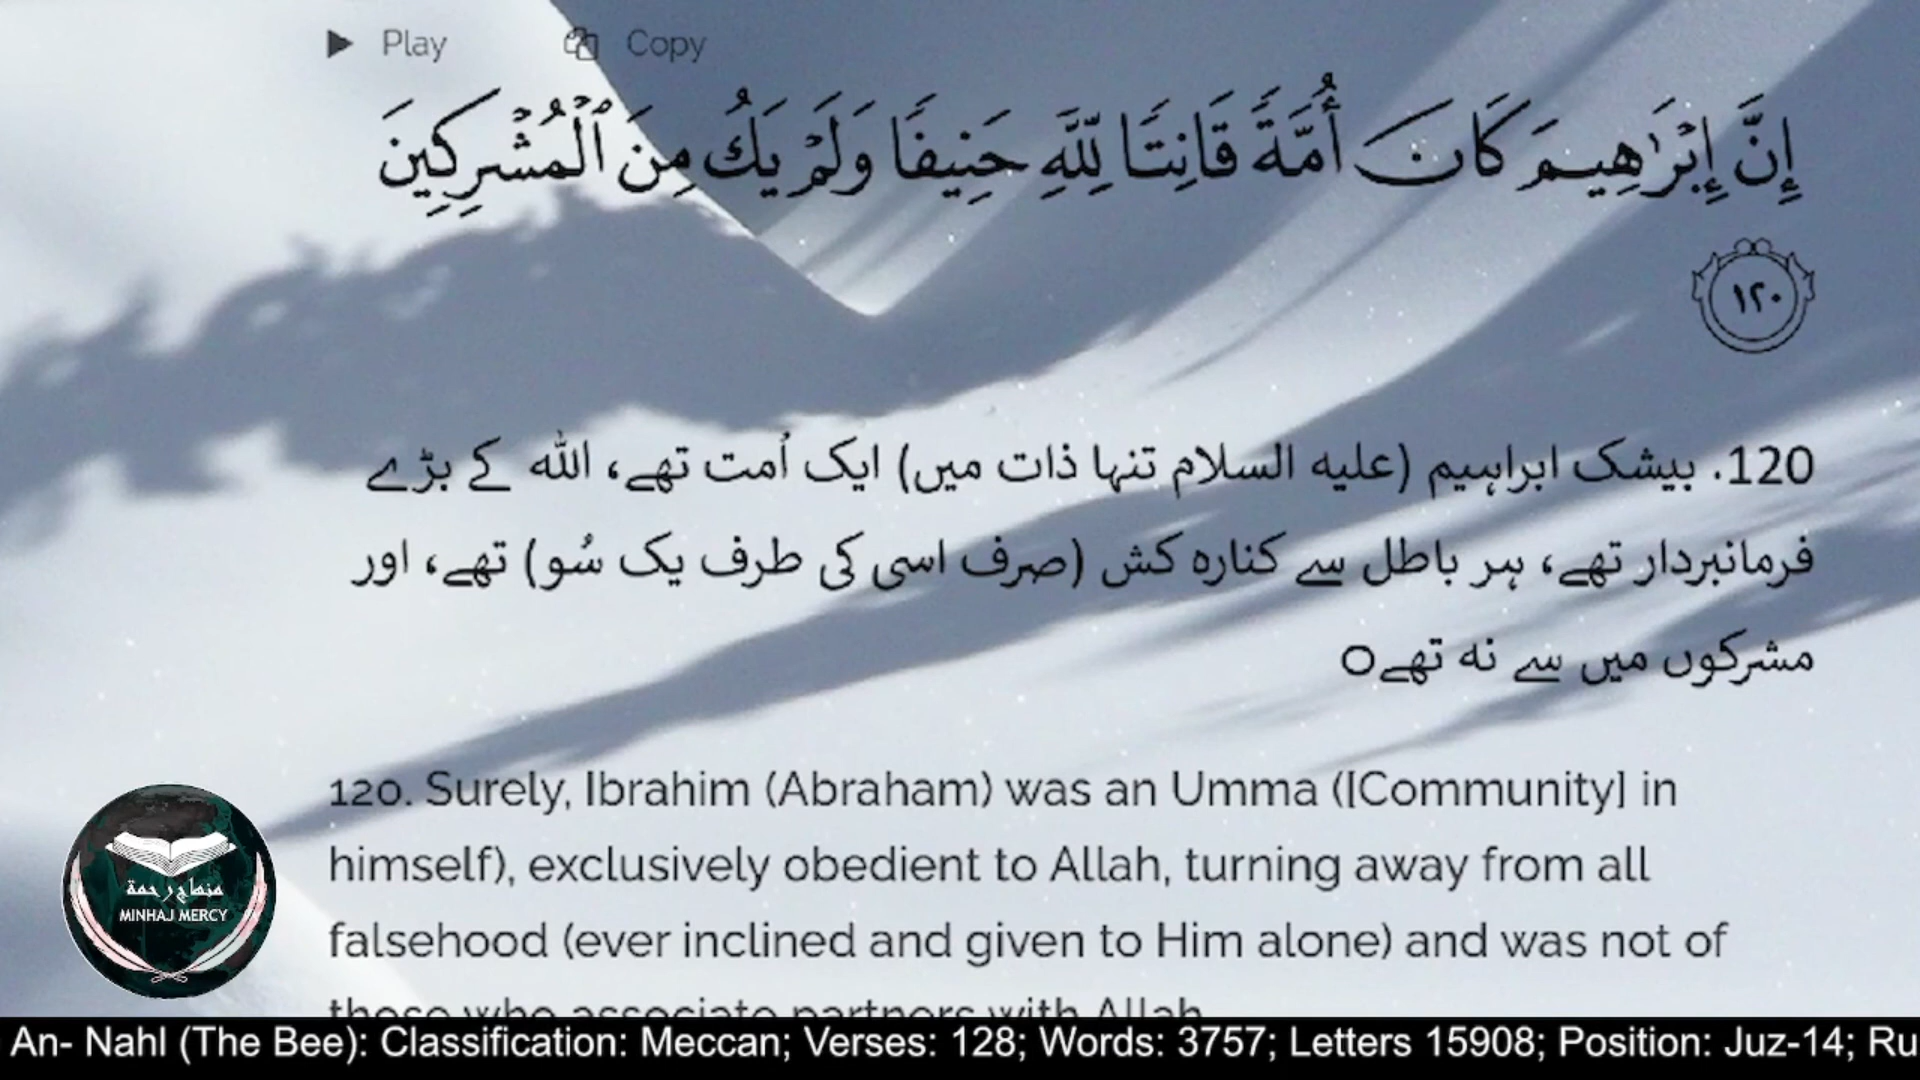 Play Copy
إِنَّ إِبْرَٰهِيمَ كَانَ أُمَّةً قَانِتًا لِّلَّهِ حَنِيفًا وَلَمْ يَكُ مِنَ ٱلْمُشْرِكِينَ
١٢٠
120. بیشک ابراہیم (علیہ السلام تنہا ذات میں) ایک اُمت تھے، اللہ کے بڑے
فرمانبردار تھے، ہر باطل سے کنارہ کش (صرف اسی کی طرف یک سُو) تھے، اور
مشرکوں میں سے نہ تھےo
120. Surely, Ibrahim (Abraham) was an Umma ([Community] in
himself), exclusively obedient to Allah, turning away from all
falsehood (ever inclined and given to Him alone) and was not of
those who associate partners with Allah
منهاج رحمة
MINHAJ MERCY
An- Nahl (The Bee): Classification: Meccan; Verses: 128; Words: 3757; Letters 15908; Position: Juz-14; Ru